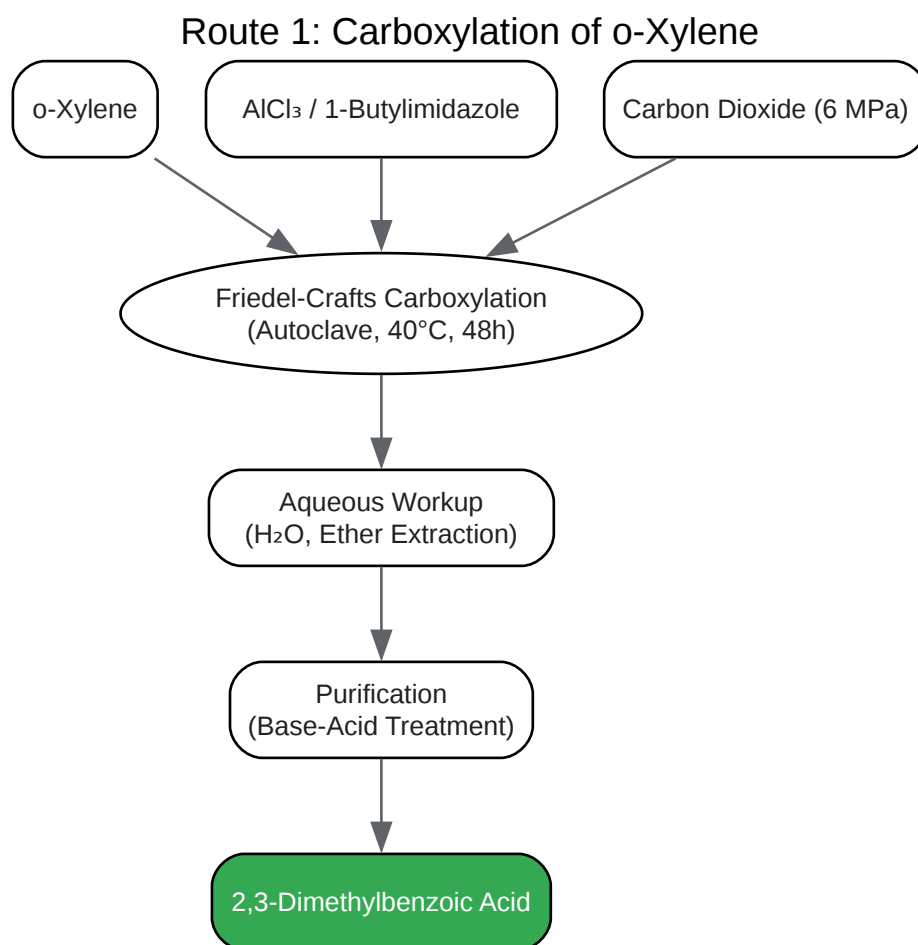 Route 1: Carboxylation of o-Xylene
o-Xylene
AlCl₃ / 1-Butylimidazole
Carbon Dioxide (6 MPa)
Friedel-Crafts Carboxylation
(Autoclave, 40°C, 48h)
Aqueous Workup
(H₂O, Ether Extraction)
Purification
(Base-Acid Treatment)
2,3-Dimethylbenzoic Acid